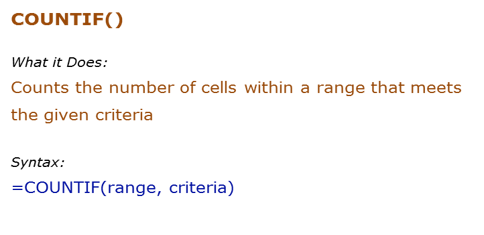 COUNTIF()
What it Does:
Counts the number of cells within a range that meets
the given criteria
Syntax:
=COUNTIF(range, criteria)